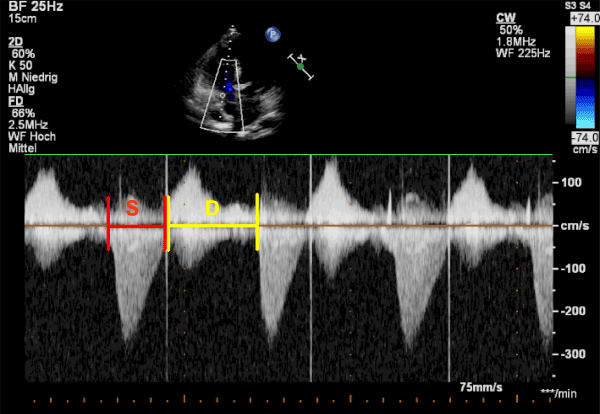 BF 25Hz
15cm
2D
60%
K 50
M Niedrig
HAllg
FD
66%
2.5MHz
WF Hoch
Mittel
P
X
CW
50%
1.8MHz
WF 225Hz
S3 S4
+74.0
-74.0
cm/s
S
D
100
cm/s
-100
-200
-300
75mm/s
***/min